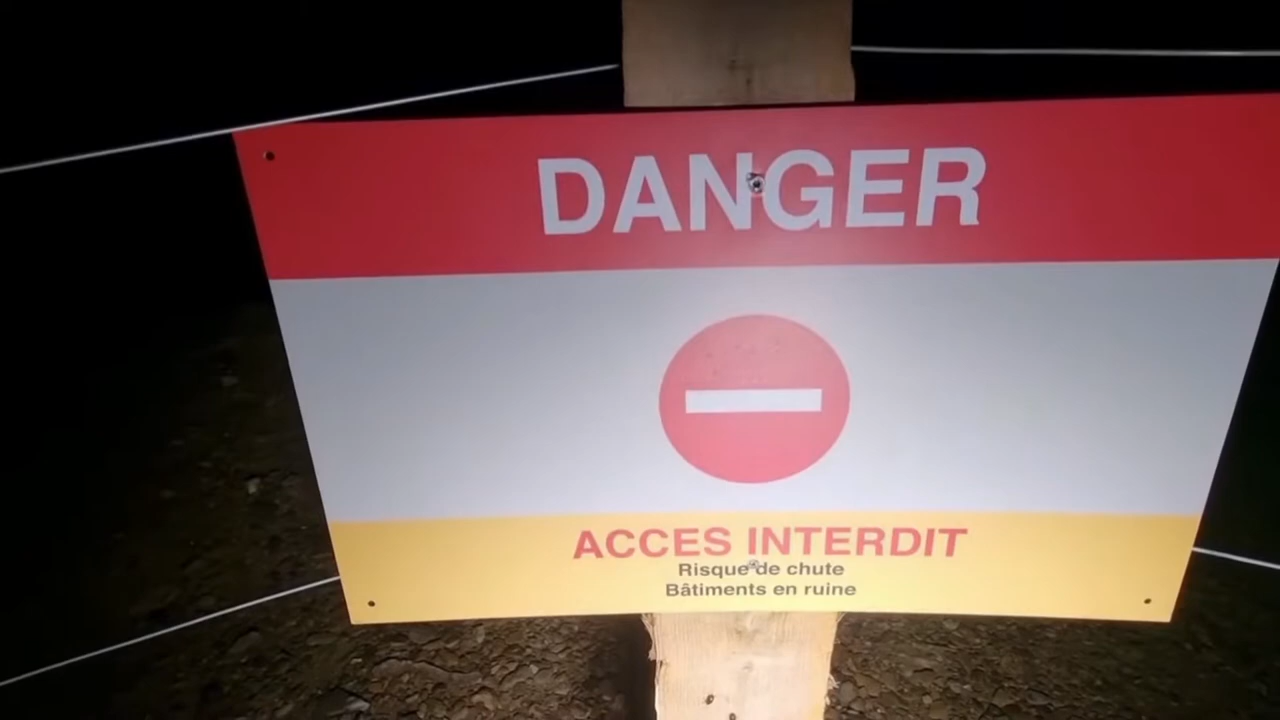 DANGER
ACCES INTERDIT
Risque de chute
Bâtiments en ruine